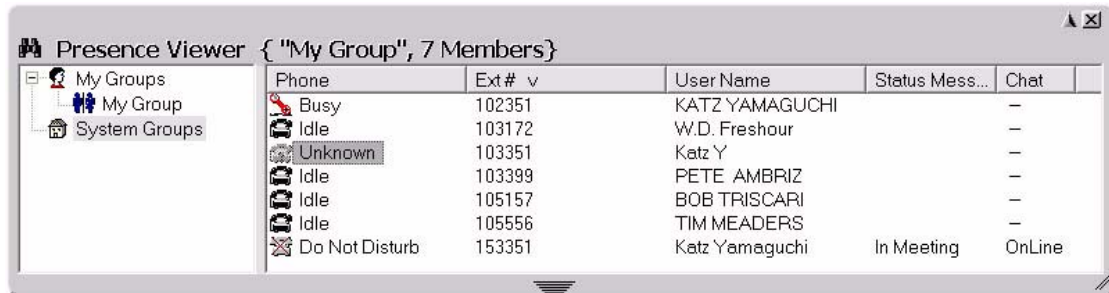 Presence Viewer { "My Group", 7 Members}
My Groups
My Group
System Groups
Phone Ext # v User Name Status Mess... Chat
Busy 102351 KATZ YAMAGUCHI –
Idle 103172 W.D. Freshour –
Unknown 103351 Katz Y –
Idle 103399 PETE AMBRIZ –
Idle 105157 BOB TRISCARI –
Idle 105556 TIM MEADERS –
Do Not Disturb 153351 Katz Yamaguchi In Meeting OnLine